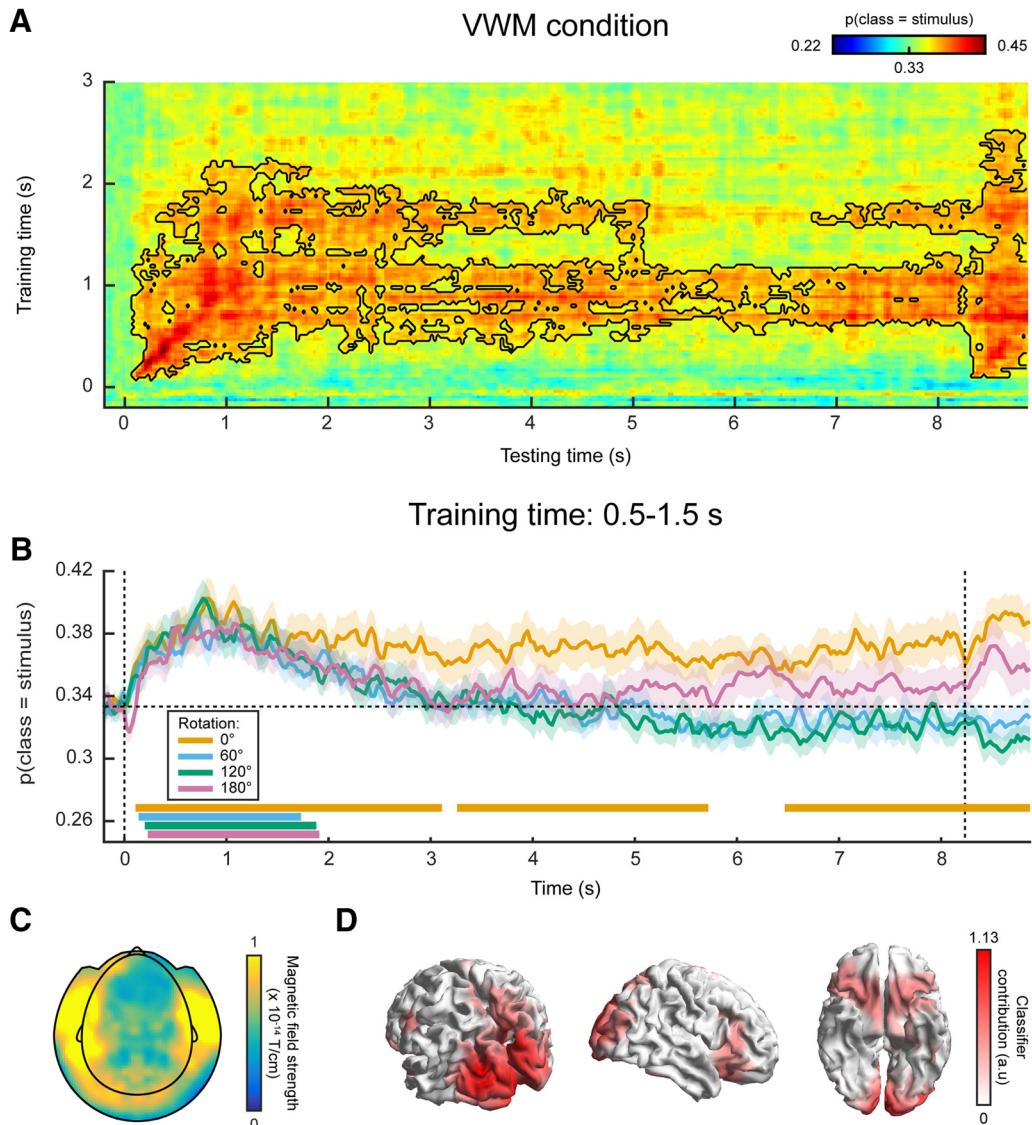 A
VWM condition
p(class = stimulus)
0.22
0.45
0.33
3
2
1
0
Training time (s)
0 1 2 3 4 5 6 7 8
Testing time (s)
Training time: 0.5-1.5 s
B
0.42
0.38
0.34
0.3
0.26
p(class = stimulus)
Rotation:
0°
60°
120°
180°
0 1 2 3 4 5 6 7 8
Time (s)
C
1
0
Magnetic field strength
(x 10⁻¹⁴ T/cm)
D
1.13
0
Classifier
contribution (a.u)